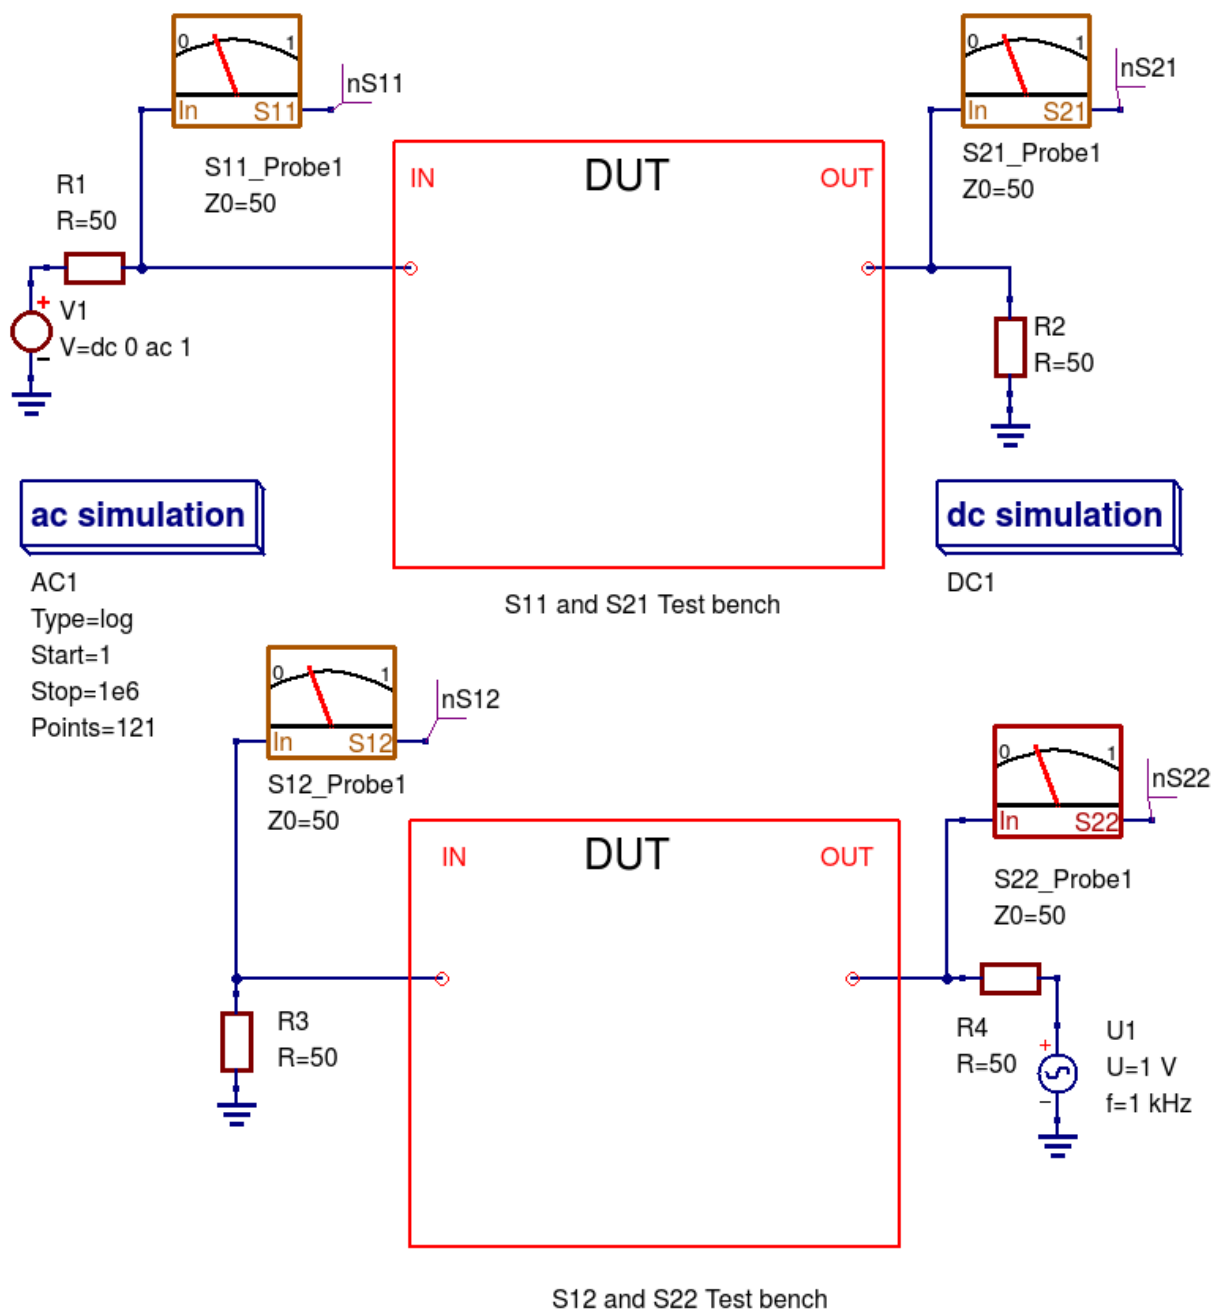 0 1
In S11
nS11
S11_Probe1
Z0=50
0 1
In S21
nS21
S21_Probe1
Z0=50
R1
R=50
IN DUT OUT
+
V1
V=dc 0 ac 1
−
R2
R=50
ac simulation
AC1
Type=log
Start=1
Stop=1e6
Points=121
dc simulation
DC1
S11 and S21 Test bench
0 1
In S12
nS12
S12_Probe1
Z0=50
0 1
In S22
nS22
S22_Probe1
Z0=50
IN DUT OUT
R3
R=50
R4
R=50
+
−
U1
U=1 V
f=1 kHz
S12 and S22 Test bench